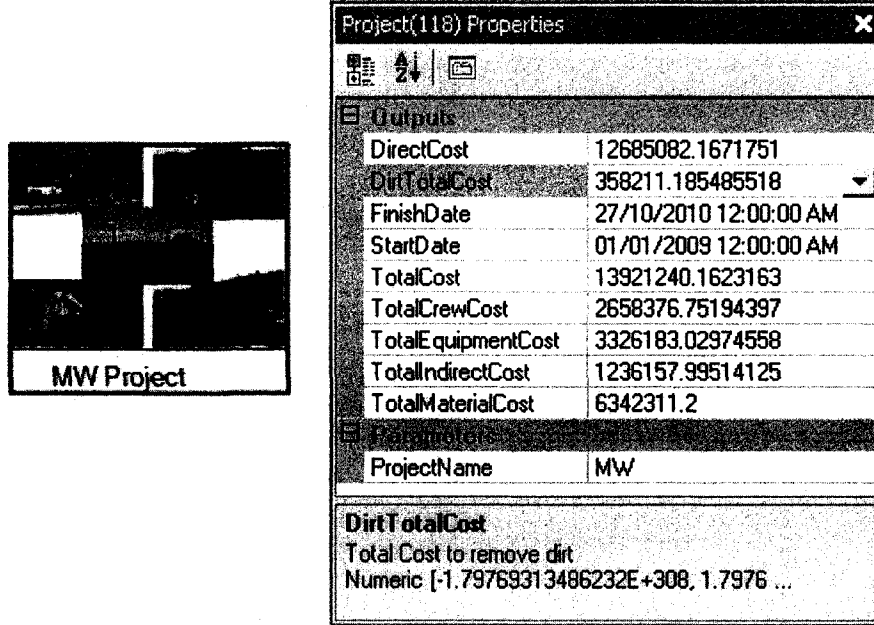 Project(118) Properties
Outputs
DirectCost 12685082.1671751
DirtTotalCost 358211.185485518
FinishDate 27/10/2010 12:00:00 AM
StartDate 01/01/2009 12:00:00 AM
TotalCost 13921240.1623163
TotalCrewCost 2658376.75194397
TotalEquipmentCost 3326183.02974558
TotalIndirectCost 1236157.99514125
TotalMaterialCost 6342311.2
Parameters
ProjectName MW
MW Project
DirtTotalCost
Total Cost to remove dirt
Numeric [-1.79769313486232E+308, 1.7976 ...